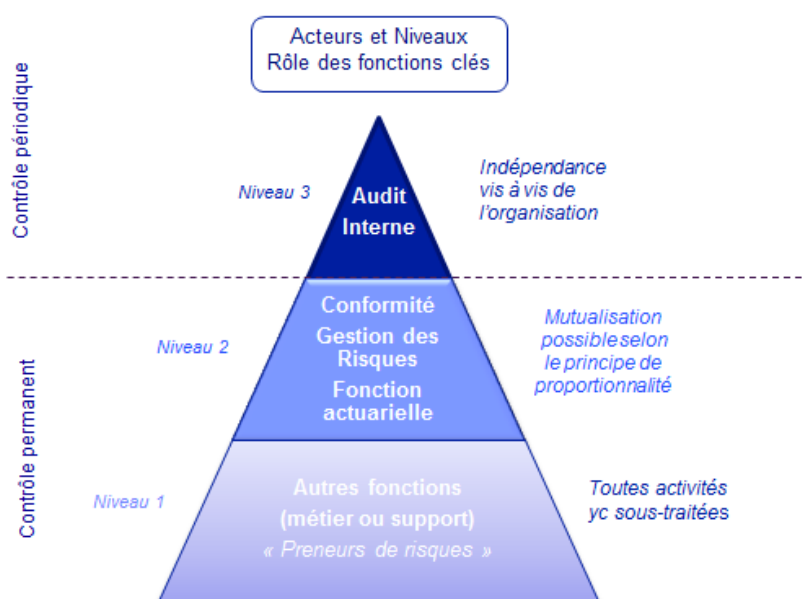 Acteurs et Niveaux
Rôle des fonctions clés
Contrôle périodique
Niveau 3
Audit
Interne
Indépendance
vis à vis de
l'organisation
Contrôle permanent
Niveau 2
Conformité
Gestion des
Risques
Fonction
actuarielle
Mutualisation
possible selon
le principe de
proportionnalité
Niveau 1
Autres fonctions
(métier ou support)
« Preneurs de risques »
Toutes activités
yc sous-traitées